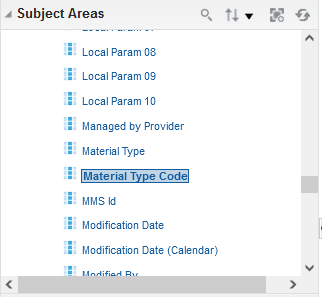 Subject Areas
Local Param 08
Local Param 09
Local Param 10
Managed by Provider
Material Type
Material Type Code
MMS Id
Modification Date
Modification Date (Calendar)
Modified By